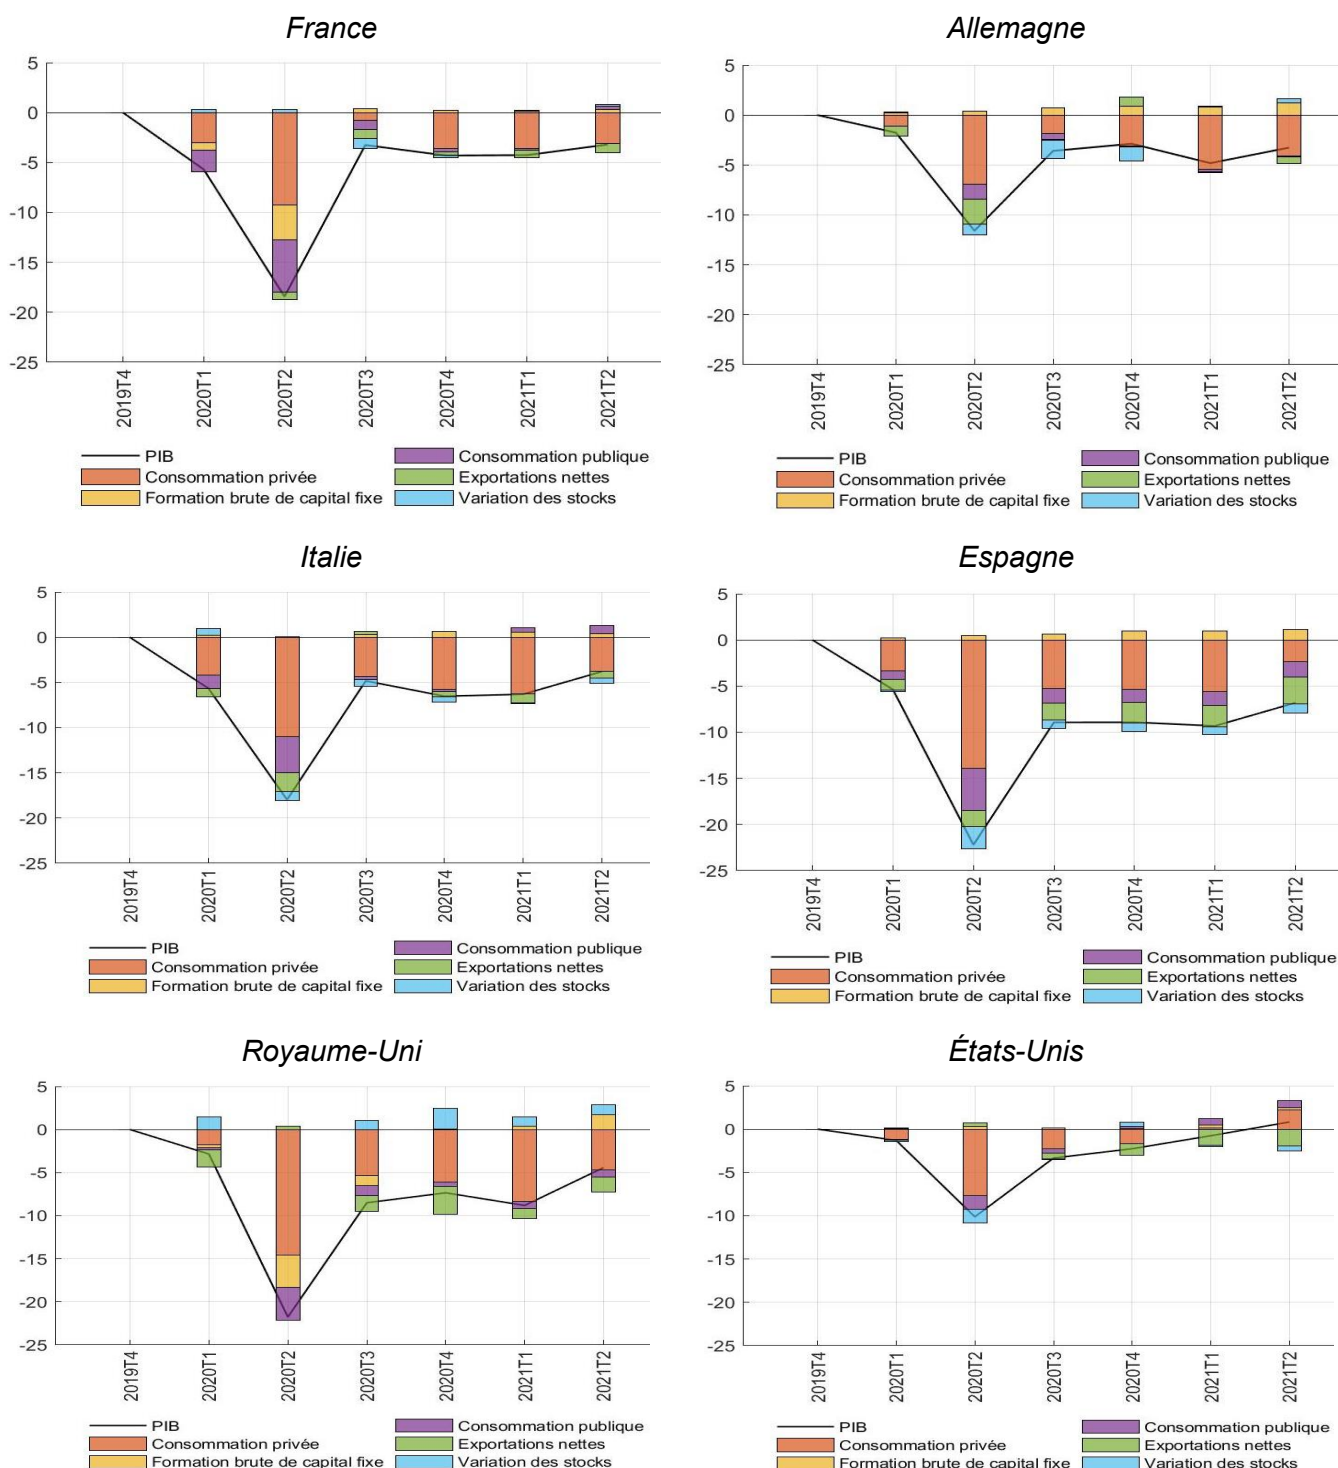 France
5
0
-5
-10
-15
-20
-25
2019T4
2020T1
2020T2
2020T3
2020T4
2021T1
2021T2
PIB
Consommation privée
Formation brute de capital fixe
Consommation publique
Exportations nettes
Variation des stocks
Allemagne
5
0
-5
-10
-15
-20
-25
2019T4
2020T1
2020T2
2020T3
2020T4
2021T1
2021T2
PIB
Consommation privée
Formation brute de capital fixe
Consommation publique
Exportations nettes
Variation des stocks
Italie
5
0
-5
-10
-15
-20
-25
2019T4
2020T1
2020T2
2020T3
2020T4
2021T1
2021T2
PIB
Consommation privée
Formation brute de capital fixe
Consommation publique
Exportations nettes
Variation des stocks
Espagne
5
0
-5
-10
-15
-20
-25
2019T4
2020T1
2020T2
2020T3
2020T4
2021T1
2021T2
PIB
Consommation privée
Formation brute de capital fixe
Consommation publique
Exportations nettes
Variation des stocks
Royaume-Uni
5
0
-5
-10
-15
-20
-25
2019T4
2020T1
2020T2
2020T3
2020T4
2021T1
2021T2
PIB
Consommation privée
Formation brute de capital fixe
Consommation publique
Exportations nettes
Variation des stocks
États-Unis
5
0
-5
-10
-15
-20
-25
2019T4
2020T1
2020T2
2020T3
2020T4
2021T1
2021T2
PIB
Consommation privée
Formation brute de capital fixe
Consommation publique
Exportations nettes
Variation des stocks